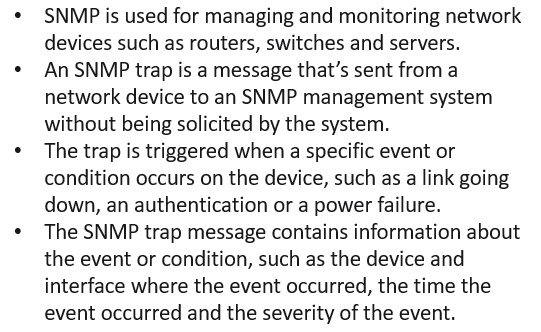 • SNMP is used for managing and monitoring network
devices such as routers, switches and servers.
• An SNMP trap is a message that’s sent from a
network device to an SNMP management system
without being solicited by the system.
• The trap is triggered when a specific event or
condition occurs on the device, such as a link going
down, an authentication or a power failure.
• The SNMP trap message contains information about
the event or condition, such as the device and
interface where the event occurred, the time the
event occurred and the severity of the event.